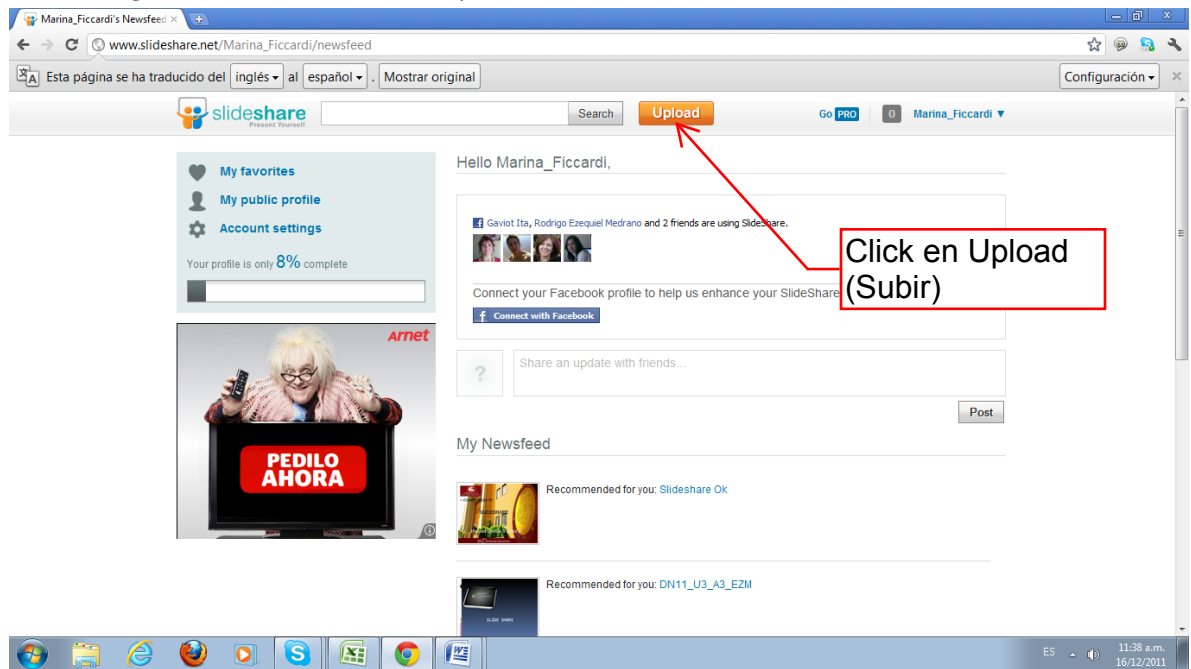 Marina_Ficcardi's Newsfeed
www.slideshare.net/Marina_Ficcardi/newsfeed
Esta página se ha traducido del inglés al español . Mostrar original Configuración
slideshare Search Upload Go PRO 0 Marina_Ficcardi
Present Yourself
My favorites
My public profile
Account settings
Your profile is only 8% complete
Arnet
PEDILO
AHORA
Hello Marina_Ficcardi,
Gaviot Ita, Rodrigo Ezequiel Medrano and 2 friends are using SlideShare.
Connect your Facebook profile to help us enhance your SlideShare
Connect with Facebook
Click en Upload
(Subir)
? Share an update with friends...
Post
My Newsfeed
Recommended for you: Slideshare Ok
Recommended for you: DN11_U3_A3_EZM
SLIDE SHARE
ES 11:38 a.m.
16/12/2011